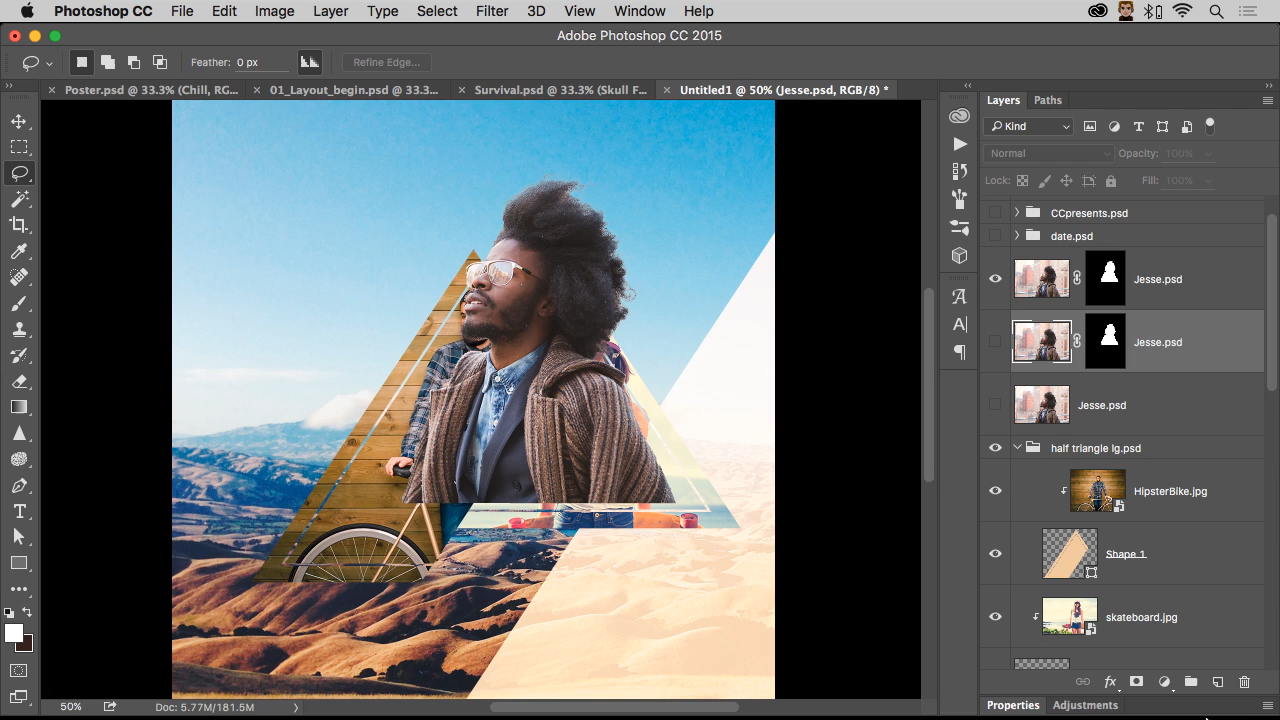 Photoshop CC File Edit Image Layer Type Select Filter 3D View Window Help
Adobe Photoshop CC 2015
Feather: 0 px Refine Edge...
Poster.psd @ 33.3% (Chill, RG... 01_Layout_begin.psd @ 33.3... Survival.psd @ 33.3% (Skull F... Untitled1 @ 50% (Jesse.psd, RGB/8) *
Layers Paths
Kind
Normal Opacity: 100%
Lock: Fill: 100%
CCpresents.psd
date.psd
Jesse.psd
Jesse.psd
Jesse.psd
half triangle lg.psd
HipsterBike.jpg
Shape 1
skateboard.jpg
50% Doc: 5.77M/181.5M
Properties Adjustments